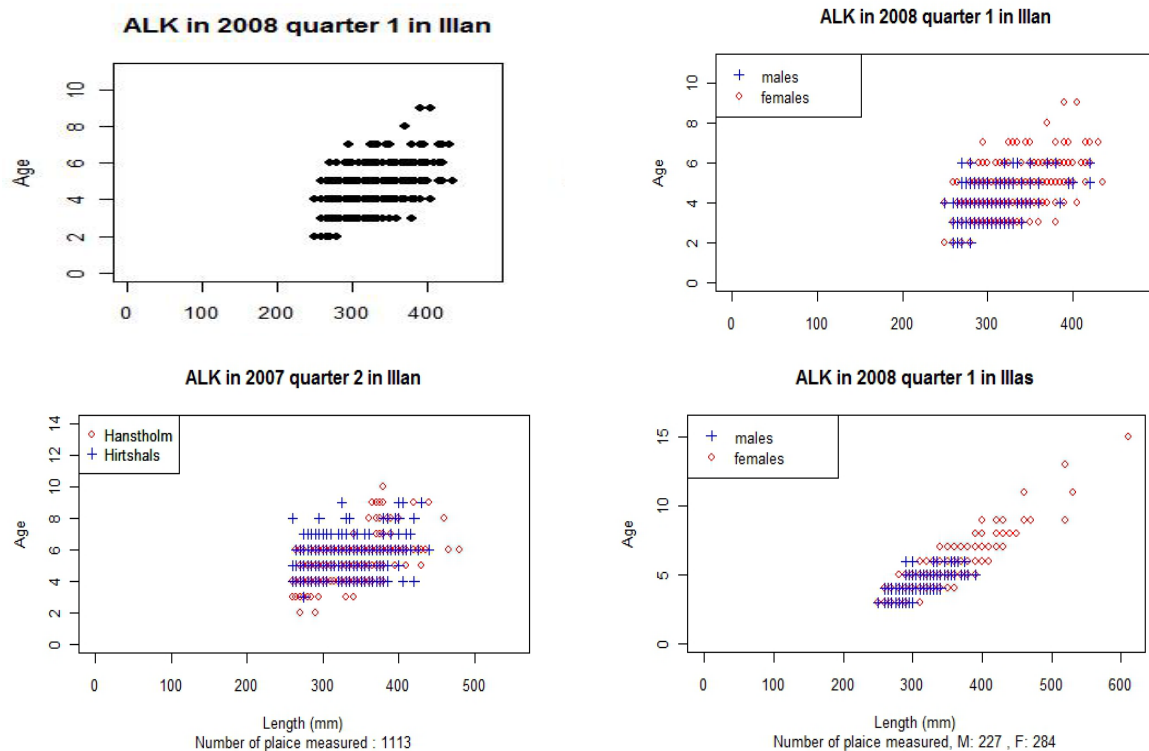 ALK in 2008 quarter 1 in IIIan
Age
10
8
6
4
2
0
0 100 200 300 400
ALK in 2008 quarter 1 in IIIan
males
females
Age
10
8
6
4
2
0
0 100 200 300 400
ALK in 2007 quarter 2 in IIIan
Hanstholm
Hirtshals
Age
14
12
10
8
6
4
2
0
0 100 200 300 400 500
Length (mm)
Number of plaice measured : 1113
ALK in 2008 quarter 1 in IIIas
males
females
Age
15
10
5
0
0 100 200 300 400 500 600
Length (mm)
Number of plaice measured, M: 227 , F: 284